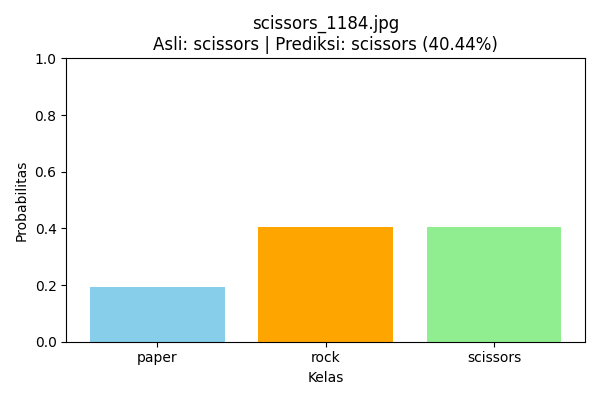 scissors_1184.jpg
Asli: scissors | Prediksi: scissors (40.44%)
1.0
0.8
0.6
0.4
0.2
0.0
Probabilitas
paper rock scissors
Kelas